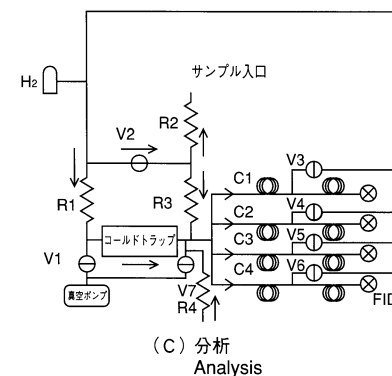 サンプル入口
H2
V2
R2
V3
C1
R1
R3
V4
C2
コールドトラップ
V5
C3
V1
V6
C4
真空ポンプ
V7
R4
FID
(C) 分析
Analysis